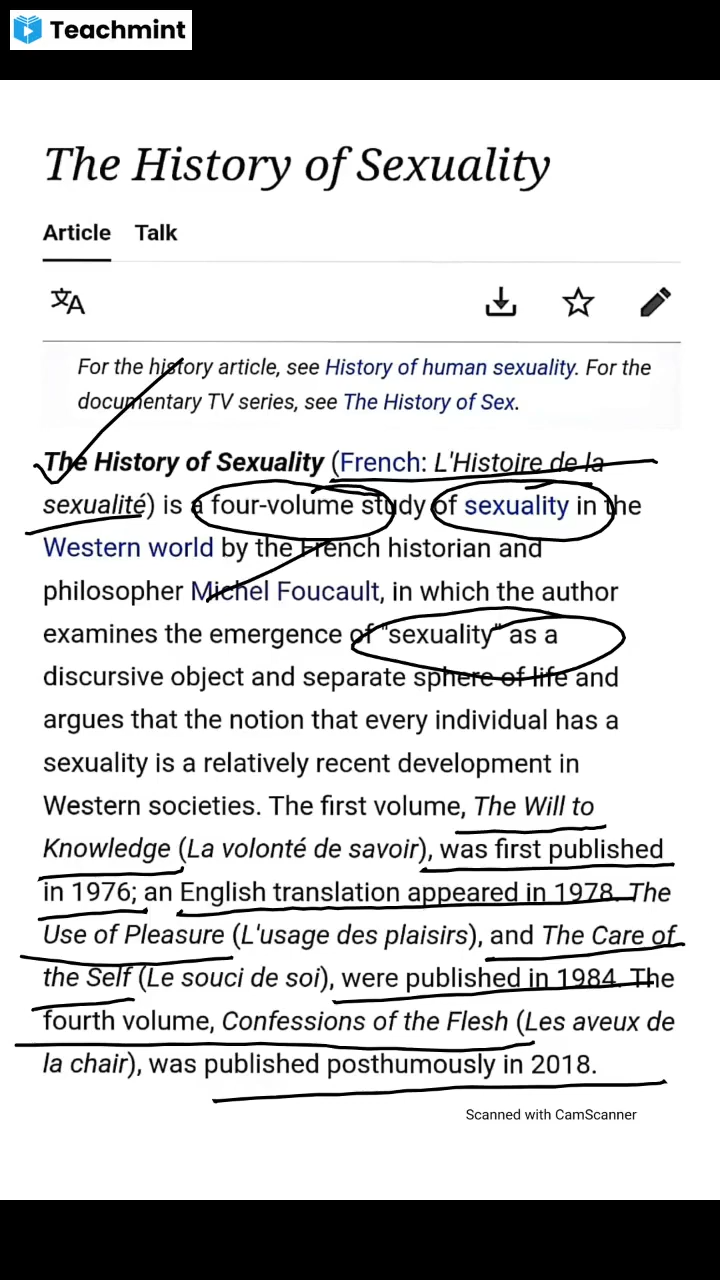 Teachmint
The History of Sexuality
Article Talk
For the history article, see History of human sexuality. For the
documentary TV series, see The History of Sex.
The History of Sexuality (French: L'Histoire de la
sexualité) is a four-volume study of sexuality in the
Western world by the French historian and
philosopher Michel Foucault, in which the author
examines the emergence of "sexuality" as a
discursive object and separate sphere of life and
argues that the notion that every individual has a
sexuality is a relatively recent development in
Western societies. The first volume, The Will to
Knowledge (La volonté de savoir), was first published
in 1976; an English translation appeared in 1978. The
Use of Pleasure (L'usage des plaisirs), and The Care of
the Self (Le souci de soi), were published in 1984. The
fourth volume, Confessions of the Flesh (Les aveux de
la chair), was published posthumously in 2018.
Scanned with CamScanner